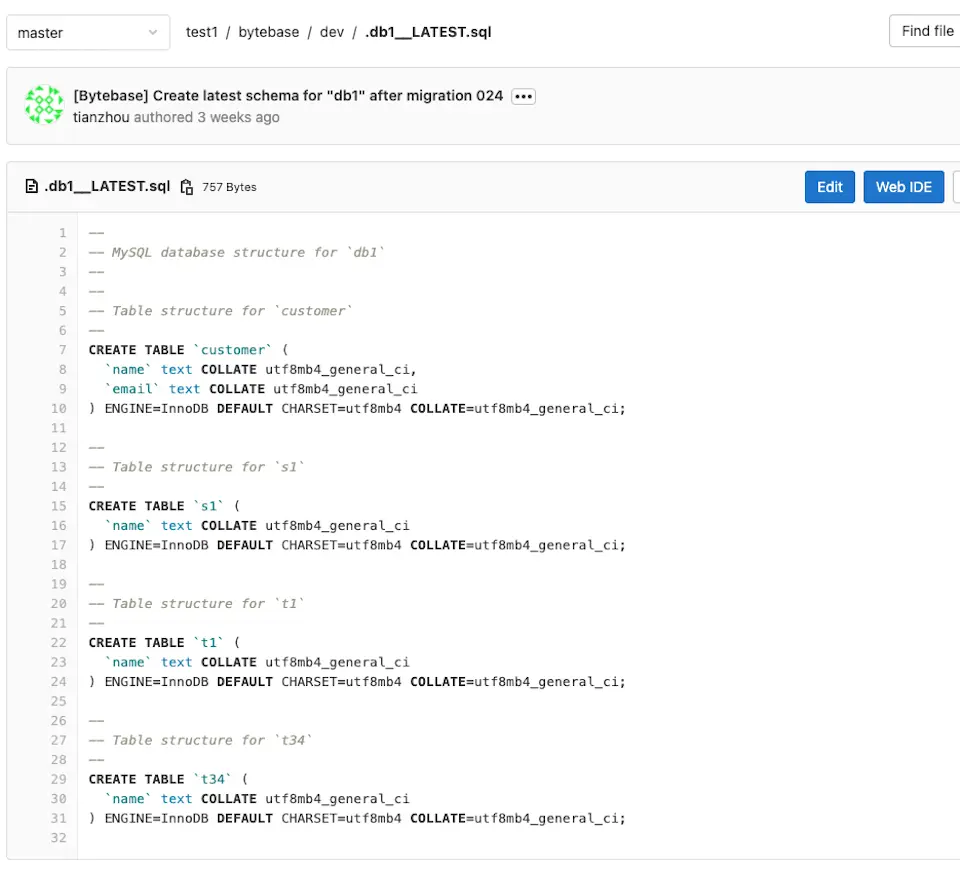 master test1 / bytebase / dev / .db1__LATEST.sql Find file
[Bytebase] Create latest schema for "db1" after migration 024 •••
tianzhou authored 3 weeks ago
.db1__LATEST.sql 757 Bytes Edit Web IDE
1 --
2 -- MySQL database structure for `db1`
3 --
4 --
5 -- Table structure for `customer`
6 --
7 CREATE TABLE `customer` (
8 `name` text COLLATE utf8mb4_general_ci,
9 `email` text COLLATE utf8mb4_general_ci
10 ) ENGINE=InnoDB DEFAULT CHARSET=utf8mb4 COLLATE=utf8mb4_general_ci;
11
12 --
13 -- Table structure for `s1`
14 --
15 CREATE TABLE `s1` (
16 `name` text COLLATE utf8mb4_general_ci
17 ) ENGINE=InnoDB DEFAULT CHARSET=utf8mb4 COLLATE=utf8mb4_general_ci;
18
19 --
20 -- Table structure for `t1`
21 --
22 CREATE TABLE `t1` (
23 `name` text COLLATE utf8mb4_general_ci
24 ) ENGINE=InnoDB DEFAULT CHARSET=utf8mb4 COLLATE=utf8mb4_general_ci;
25
26 --
27 -- Table structure for `t34`
28 --
29 CREATE TABLE `t34` (
30 `name` text COLLATE utf8mb4_general_ci
31 ) ENGINE=InnoDB DEFAULT CHARSET=utf8mb4 COLLATE=utf8mb4_general_ci;
32